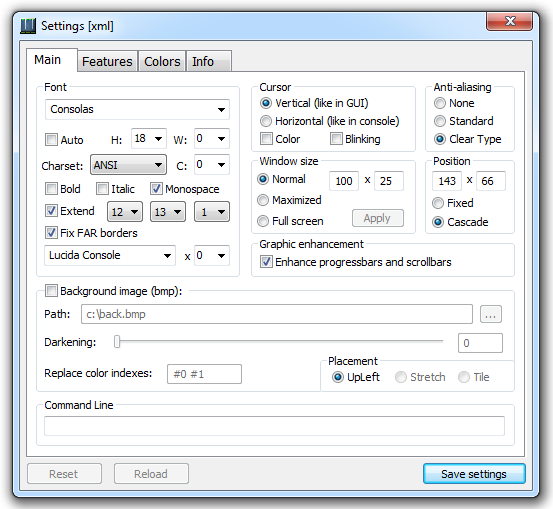 Settings [xml]
Main Features Colors Info
Font
Consolas
Auto H: 18 W: 0
Charset: ANSI C: 0
Bold Italic Monospace
Extend 12 13 1
Fix FAR borders
Lucida Console x 0
Cursor
Vertical (like in GUI)
Horizontal (like in console)
Color Blinking
Anti-aliasing
None
Standard
Clear Type
Window size
Normal 100 x 25
Maximized
Full screen Apply
Position
143 x 66
Fixed
Cascade
Graphic enhancement
Enhance progressbars and scrollbars
Background image (bmp):
Path: c:\back.bmp ...
Darkening: 0
Replace color indexes: #0 #1
Placement
UpLeft Stretch Tile
Command Line
Reset Reload Save settings